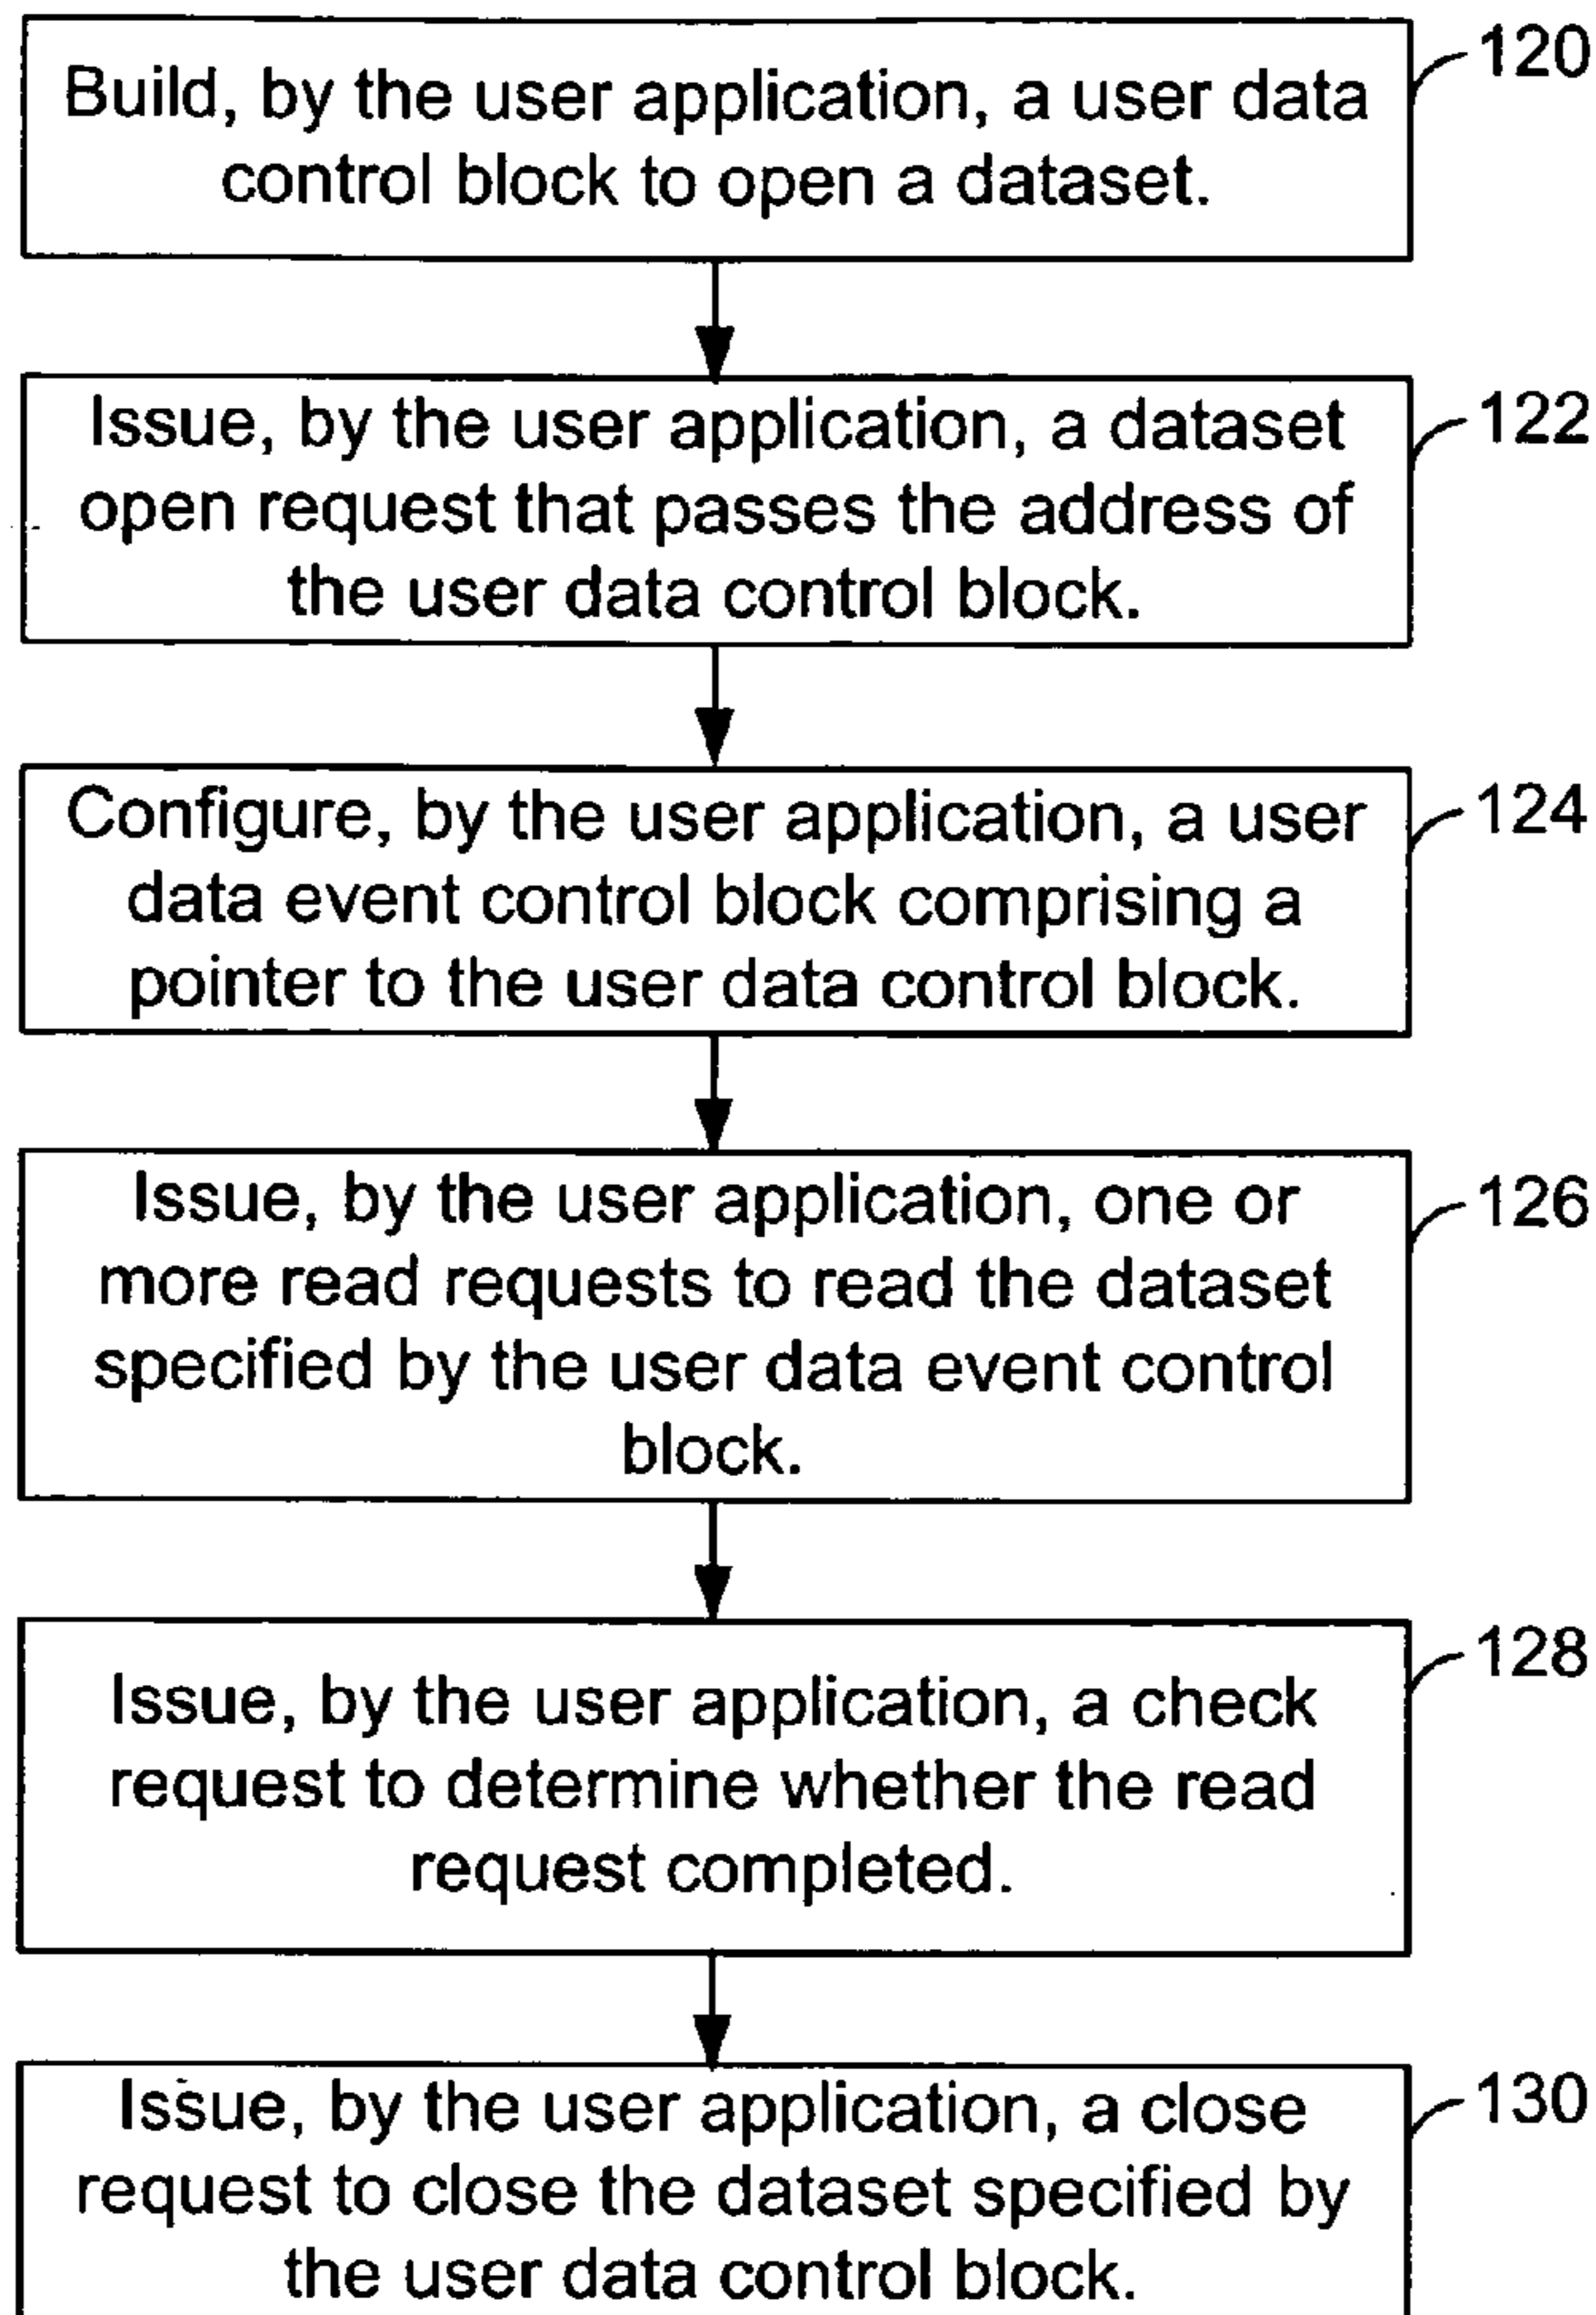 Build, by the user application, a user data
control block to open a dataset.
120
Issue, by the user application, a dataset
open request that passes the address of
the user data control block.
122
Configure, by the user application, a user
data event control block comprising a
pointer to the user data control block.
124
Issue, by the user application, one or
more read requests to read the dataset
specified by the user data event control
block.
126
Issue, by the user application, a check
request to determine whether the read
request completed.
128
Issue, by the user application, a close
request to close the dataset specified by
the user data control block.
130